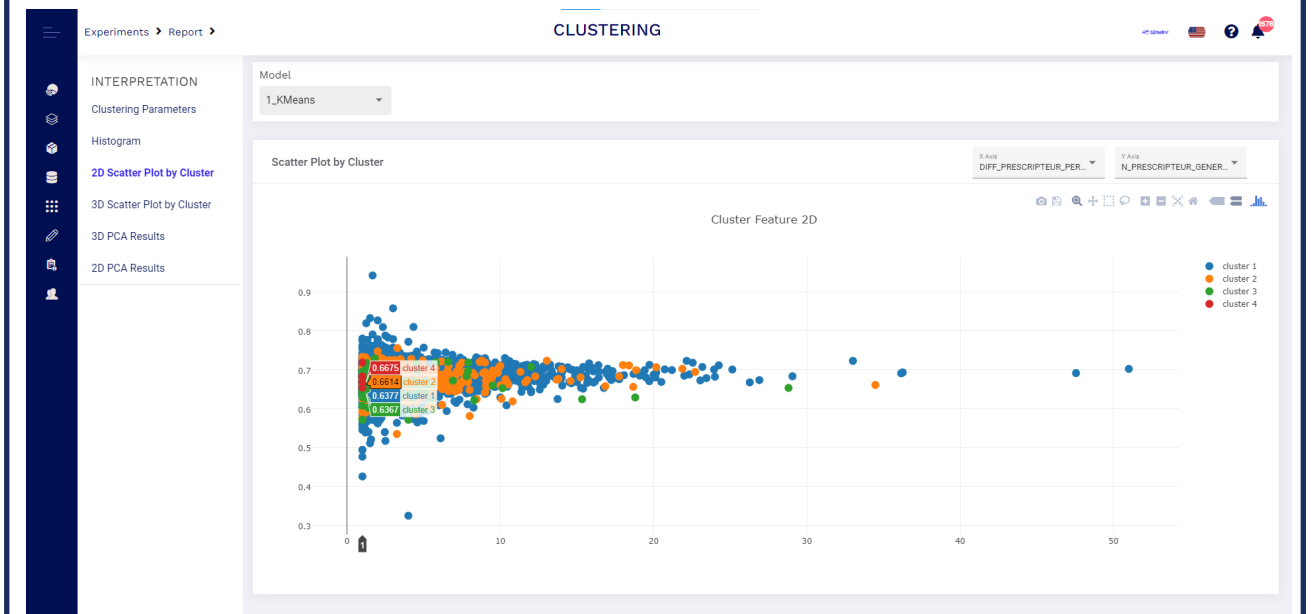 Experiments > Report >
CLUSTERING
1578
INTERPRETATION
Clustering Parameters
Histogram
2D Scatter Plot by Cluster
3D Scatter Plot by Cluster
3D PCA Results
2D PCA Results
Model
1_KMeans
Scatter Plot by Cluster
X Axis
DIFF_PRESCRIPTEUR_PER...
Y Axis
N_PRESCRIPTEUR_GENER...
Cluster Feature 2D
cluster 1
cluster 2
cluster 3
cluster 4
0.9
0.8
0.7
0.6
0.5
0.4
0.3
0.6675 cluster 4
0.6614 cluster 2
0.6377 cluster 1
0.6367 cluster 3
0
1
10
20
30
40
50